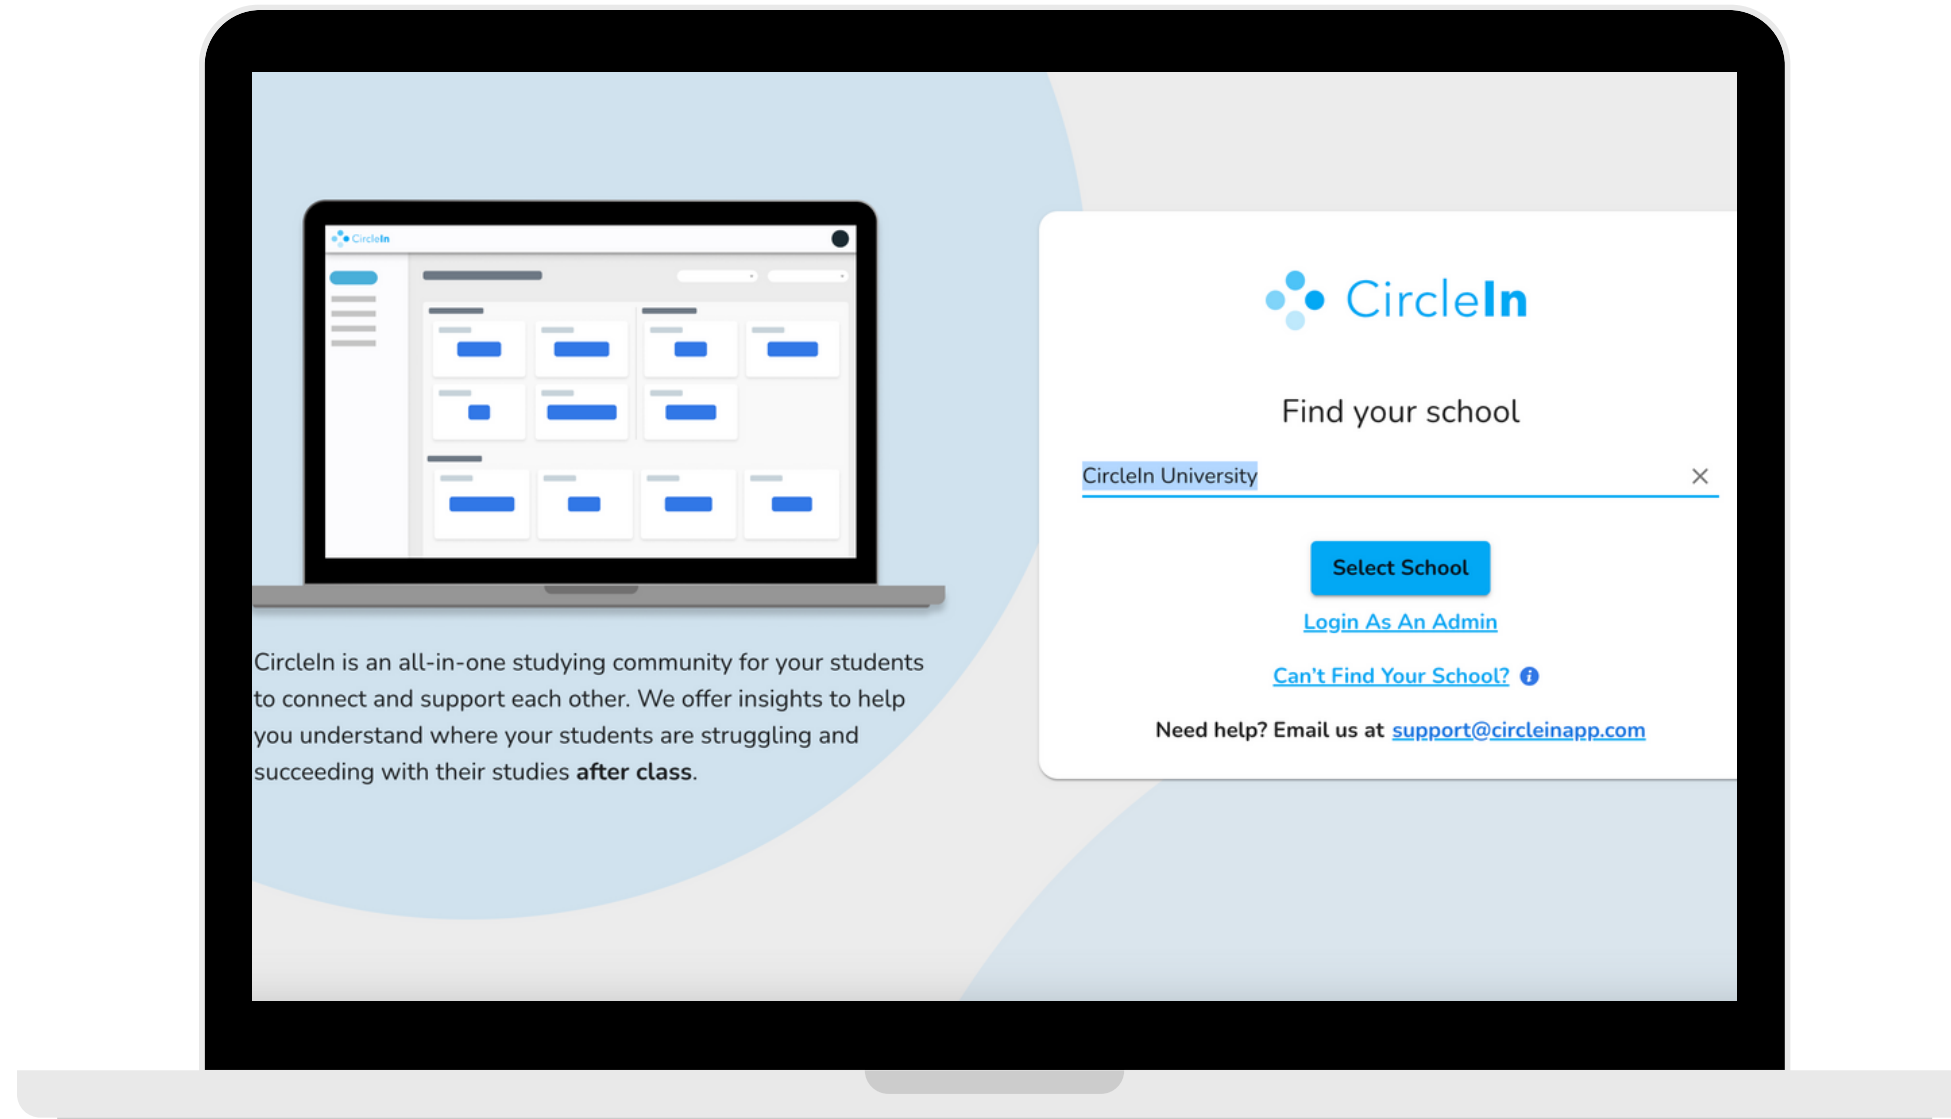 CircleIn
CircleIn is an all-in-one studying community for your students
to connect and support each other. We offer insights to help
you understand where your students are struggling and
succeeding with their studies after class.
CircleIn
Find your school
CircleIn University
Select School
Login As An Admin
Can't Find Your School?
Need help? Email us at support@circleinapp.com